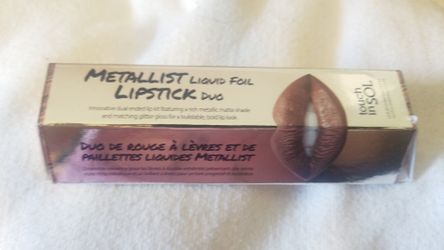 METALLIST LIQUID FOIL
LIPSTICK DUO
Innovative dual ended lip kit featuring a rich metallic matte shade
and matching glitter gloss for a buildable, bold lip look
touch
in SOL
DUO DE ROUGE À LÈVRES ET DE
PAILLETTES LIQUIDES METALLIST